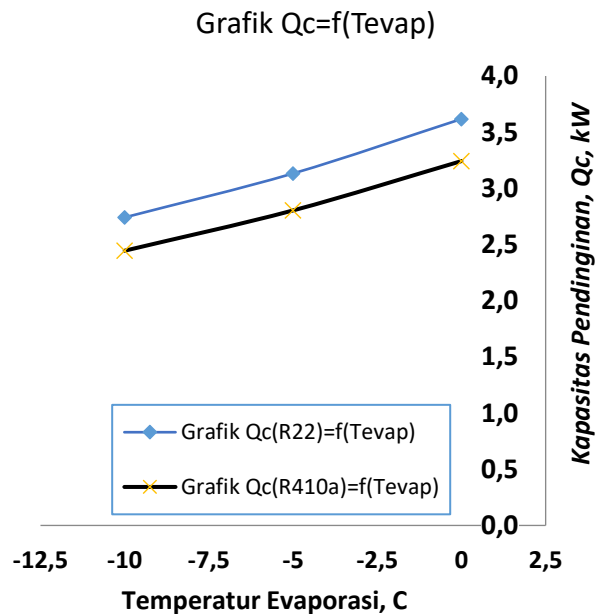 Grafik Qc=f(Tevap)
4,0
3,5
3,0
2,5
2,0
1,5
1,0
0,5
0,0
Kapasitas Pendinginan, Qc, kW
Grafik Qc(R22)=f(Tevap)
Grafik Qc(R410a)=f(Tevap)
-12,5 -10 -7,5 -5 -2,5 0 2,5
Temperatur Evaporasi, C